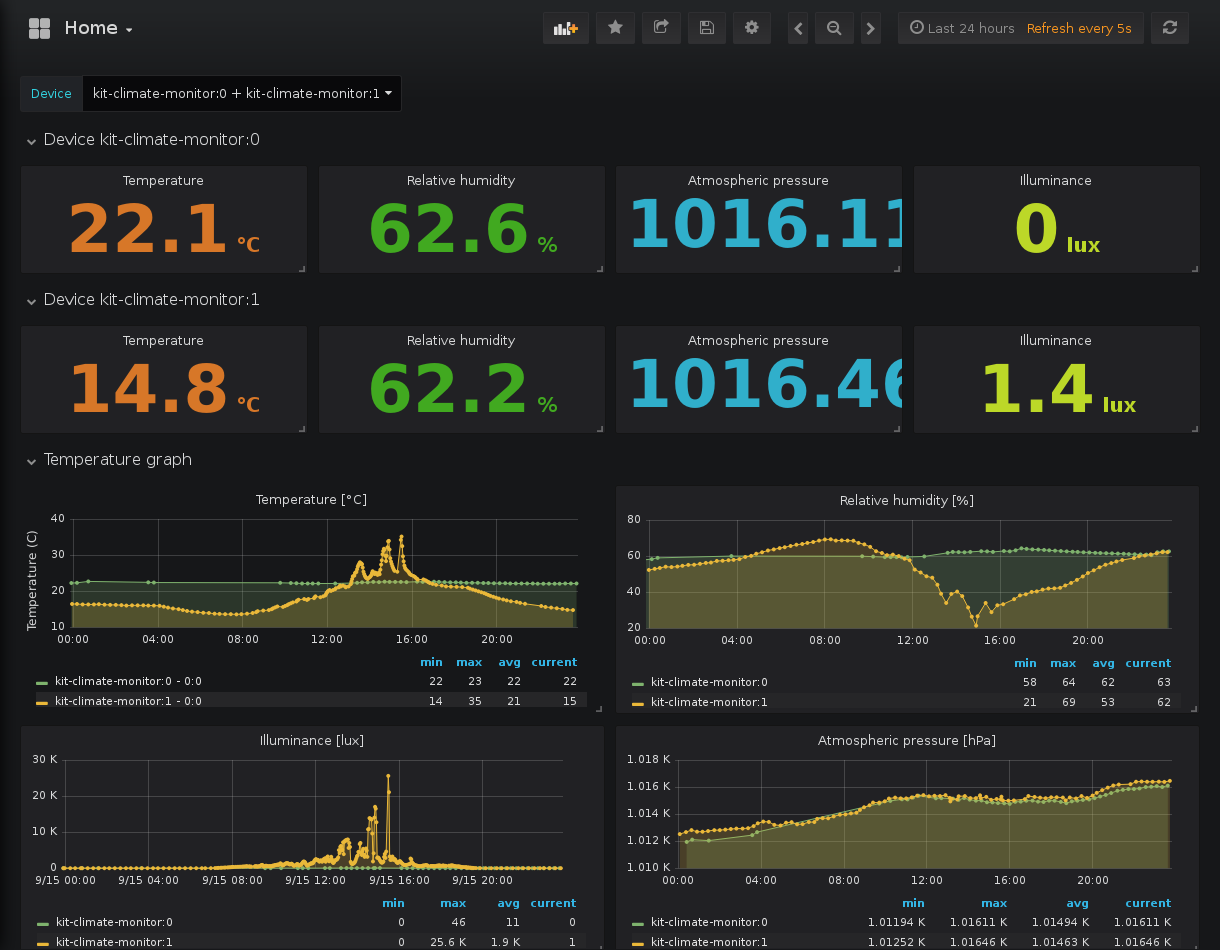 Home
Last 24 hours Refresh every 5s
Device kit-climate-monitor:0 + kit-climate-monitor:1
Device kit-climate-monitor:0
Temperature Relative humidity Atmospheric pressure Illuminance
22.1 °C 62.6 % 1016.11 0 lux
Device kit-climate-monitor:1
Temperature Relative humidity Atmospheric pressure Illuminance
14.8 °C 62.2 % 1016.46 1.4 lux
Temperature graph
Temperature [°C]
Temperature (C)
40
30
20
10
00:00 04:00 08:00 12:00 16:00 20:00
min max avg current
kit-climate-monitor:0 - 0:0 22 23 22 22
kit-climate-monitor:1 - 0:0 14 35 21 15
Relative humidity [%]
80
60
40
20
00:00 04:00 08:00 12:00 16:00 20:00
min max avg current
kit-climate-monitor:0 58 64 62 63
kit-climate-monitor:1 21 69 53 62
Illuminance [lux]
30 K
20 K
10 K
0
9/15 00:00 9/15 04:00 9/15 08:00 9/15 12:00 9/15 16:00 9/15 20:00
min max avg current
kit-climate-monitor:0 0 46 11 0
kit-climate-monitor:1 0 25.6 K 1.9 K 1
Atmospheric pressure [hPa]
1.018 K
1.016 K
1.014 K
1.012 K
1.010 K
00:00 04:00 08:00 12:00 16:00 20:00
min max avg current
kit-climate-monitor:0 1.01194 K 1.01611 K 1.01494 K 1.01611 K
kit-climate-monitor:1 1.01252 K 1.01646 K 1.01463 K 1.01646 K